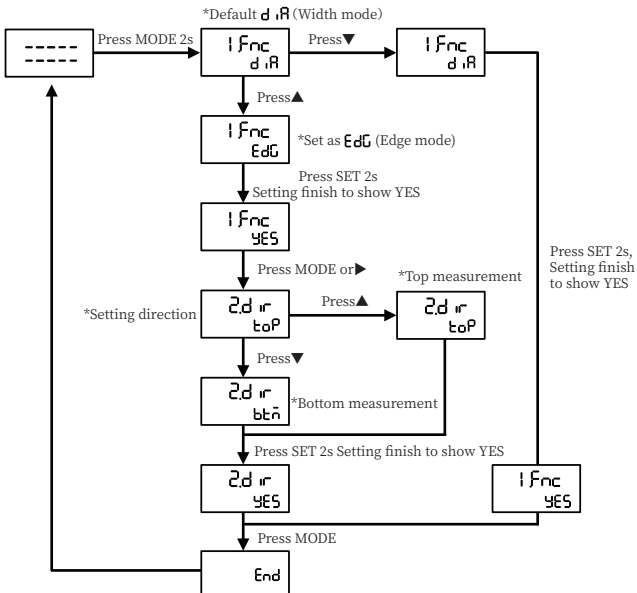 *Default d iA (Width mode)
-----
-----
Press MODE 2s
1 Fnc
d iA
Press▼
1 Fnc
d iA
Press▲
1 Fnc
EdG
*Set as EdG (Edge mode)
Press SET 2s
Setting finish to show YES
1 Fnc
YES
Press SET 2s,
Setting finish
to show YES
Press MODE or▶
*Top measurement
*Setting direction
2.d ir
toP
Press▲
2.d ir
toP
Press▼
2.d ir
btm
*Bottom measurement
Press SET 2s Setting finish to show YES
2.d ir
YES
1 Fnc
YES
Press MODE
End